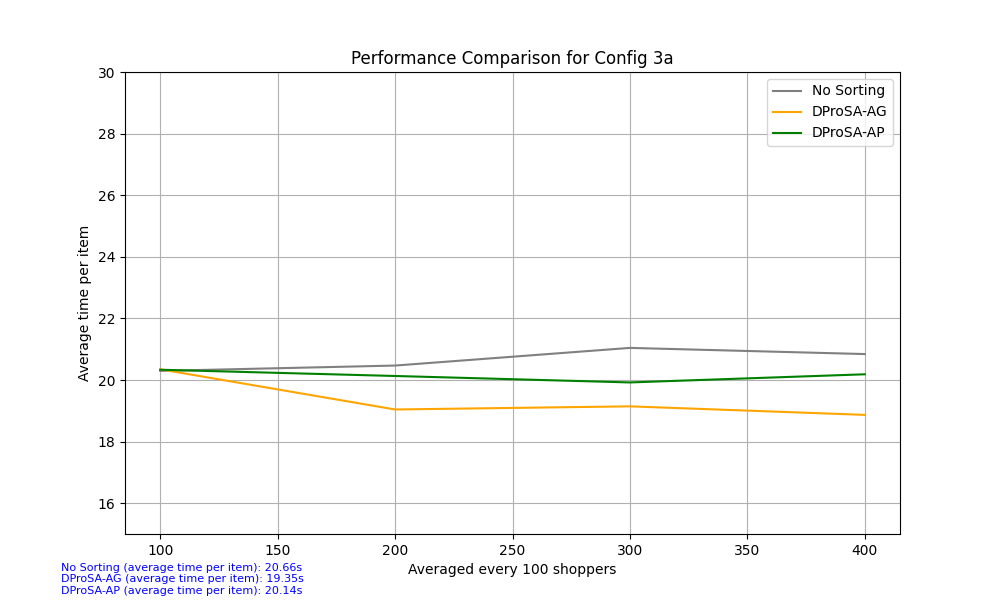 Performance Comparison for Config 3a
No Sorting
DProSA-AG
DProSA-AP
Average time per item
30
28
26
24
22
20
18
16
100
150
200
250
300
350
400
Averaged every 100 shoppers
No Sorting (average time per item): 20.66s
DProSA-AG (average time per item): 19.35s
DProSA-AP (average time per item): 20.14s